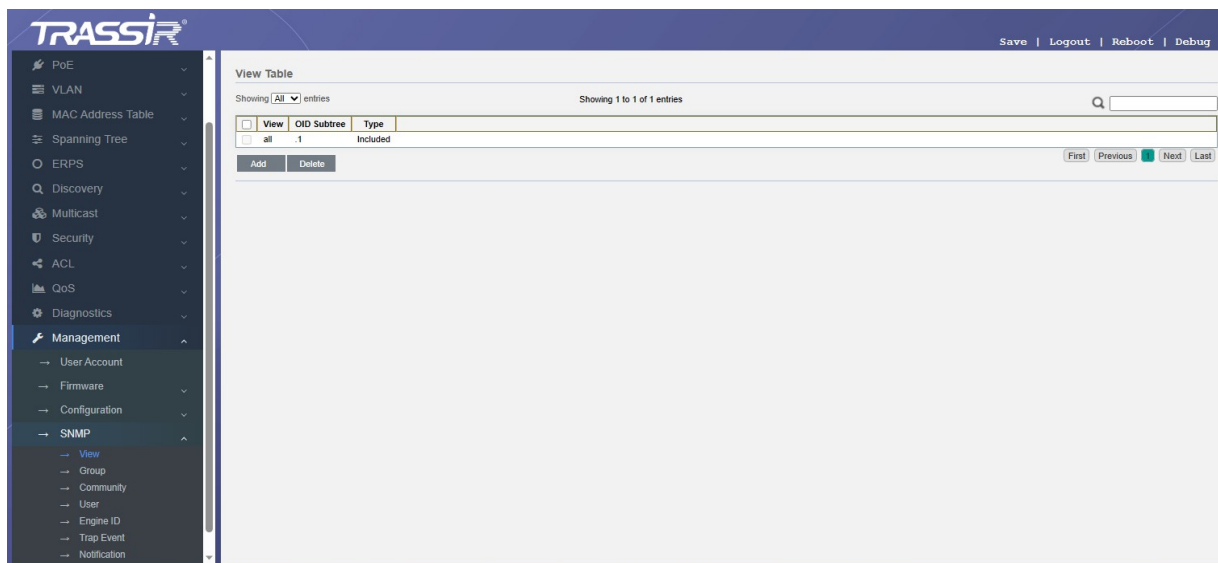 TRASSIR
Save | Logout | Reboot | Debug
PoE
VLAN
MAC Address Table
Spanning Tree
ERPS
Discovery
Multicast
Security
ACL
QoS
Diagnostics
Management
→ User Account
→ Firmware
→ Configuration
→ SNMP
→ View
→ Group
→ Community
→ User
→ Engine ID
→ Trap Event
→ Notification
View Table
Showing All entries
Showing 1 to 1 of 1 entries
View OID Subtree Type
all .1 Included
Add Delete
First Previous 1 Next Last